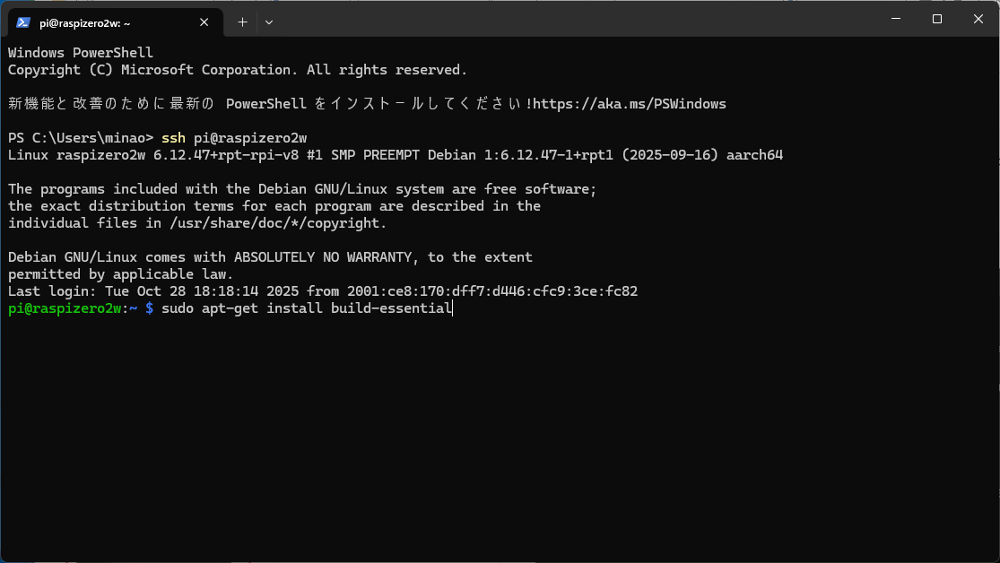 pi@raspizero2w: ~
Windows PowerShell
Copyright (C) Microsoft Corporation. All rights reserved.
新機能と改善のために最新の PowerShell をインストールしてください!https://aka.ms/PSWindows
PS C:\Users\minao> ssh pi@raspizero2w
Linux raspizero2w 6.12.47+rpt-rpi-v8 #1 SMP PREEMPT Debian 1:6.12.47-1+rpt1 (2025-09-16) aarch64
The programs included with the Debian GNU/Linux system are free software;
the exact distribution terms for each program are described in the
individual files in /usr/share/doc/*/copyright.
Debian GNU/Linux comes with ABSOLUTELY NO WARRANTY, to the extent
permitted by applicable law.
Last login: Tue Oct 28 18:18:14 2025 from 2001:ce8:170:dff7:d446:cfc9:3ce:fc82
pi@raspizero2w:~ $ sudo apt-get install build-essential